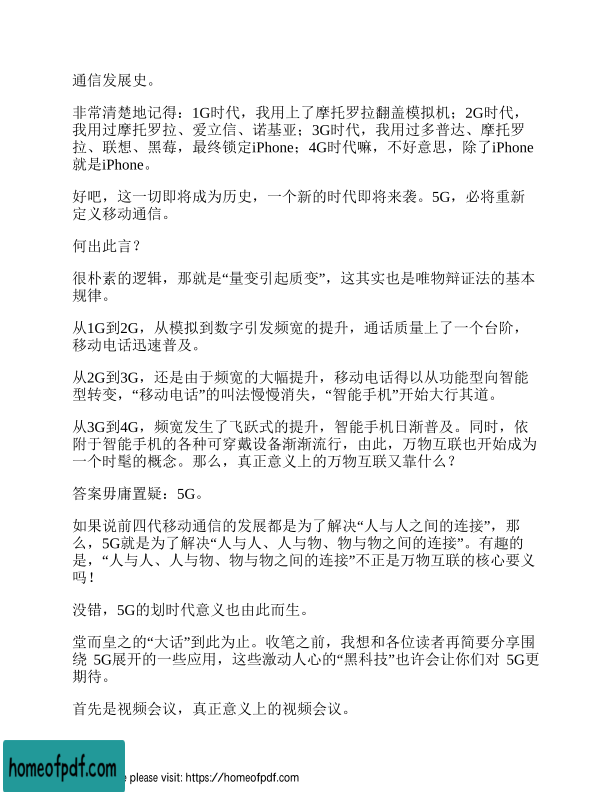 通信发展史。
非常清楚地记得：1G时代，我用上了摩托罗拉翻盖模拟机；2G时代，
我用过摩托罗拉、爱立信、诺基亚；3G时代，我用过多普达、摩托罗
拉、联想、黑莓，最终锁定iPhone；4G时代嘛，不好意思，除了iPhone
就是iPhone。
好吧，这一切即将成为历史，一个新的时代即将来袭。5G，必将重新
定义移动通信。
何出此言？
很朴素的逻辑，那就是“量变引起质变”，这其实也是唯物辩证法的基本
规律。
从1G到2G，从模拟到数字引发频宽的提升，通话质量上了一个台阶，
移动电话迅速普及。
从2G到3G，还是由于频宽的大幅提升，移动电话得以从功能型向智能
型转变，“移动电话”的叫法慢慢消失，“智能手机”开始大行其道。
从3G到4G，频宽发生了飞跃式的提升，智能手机日渐普及。同时，依
附于智能手机的各种可穿戴设备渐渐流行，由此，万物互联也开始成为
一个时髦的概念。那么，真正意义上的万物互联又靠什么？
答案毋庸置疑：5G。
如果说前四代移动通信的发展都是为了解决“人与人之间的连接”，那
么，5G就是为了解决“人与人、人与物、物与物之间的连接”。有趣的
是，“人与人、人与物、物与物之间的连接”不正是万物互联的核心要义
吗！
没错，5G的划时代意义也由此而生。
堂而皇之的“大话”到此为止。收笔之前，我想和各位读者再简要分享围
绕 5G展开的一些应用，这些激动人心的“黑科技”也许会让你们对 5G更
期待。
首先是视频会议，真正意义上的视频会议。
homeofpdf.com
e please visit: https://homeofpdf.com